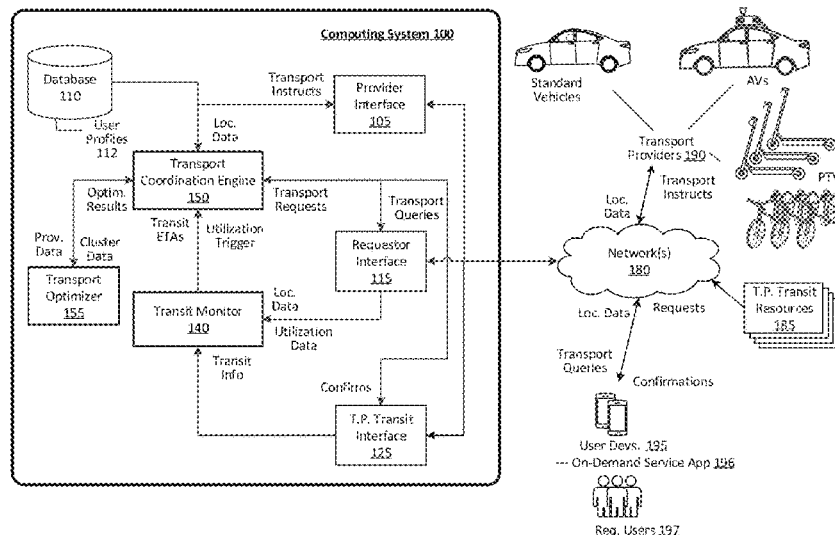 Computing System 100
Database
110
User
Profiles
112
Transport
Instructs
Provider
Interface
105
Loc.
Data
Transport
Coordination Engine
150
Optim.
Results
Transport
Requests
Transport
Queries
Transit
ETAs
Utilization
Trigger
Prov.
Data
Cluster
Data
Requestor
Interface
115
Transport
Optimizer
155
Transit Monitor
140
Loc.
Data
Utilization
Data
Transit
Info
Confirms
T.P. Transit
Interface
125
Standard
Vehicles
AVs
Transport
Providers 190
PTV
Transport
Instructs
Loc.
Data
Network(s)
180
Loc. Data
Requests
T.P. Transit
Resources
185
Transport
Queries
Confirmations
User Devs. 195
On-Demand Service App 196
Req. Users 197